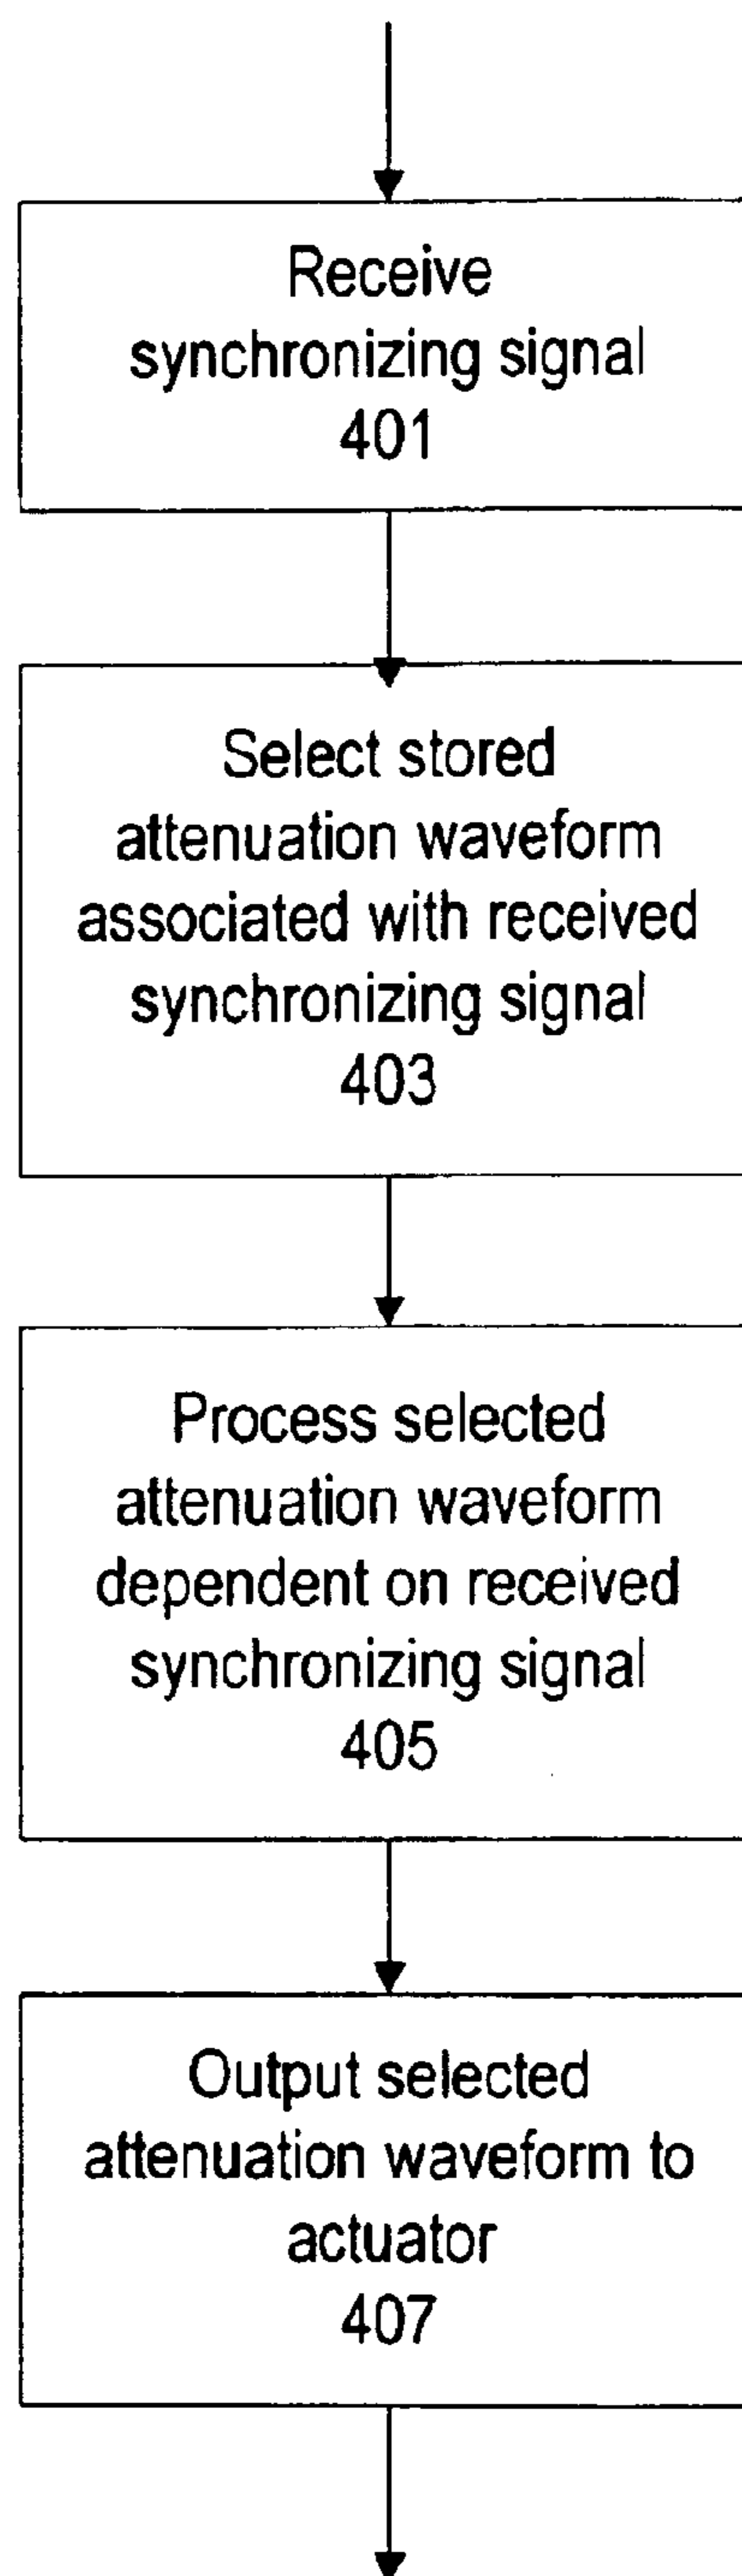 Receive
synchronizing signal
401
Select stored
attenuation waveform
associated with received
synchronizing signal
403
Process selected
attenuation waveform
dependent on received
synchronizing signal
405
Output selected
attenuation waveform to
actuator
407